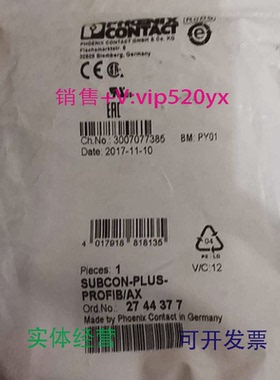 PHOENIX
CONTACT
PHOENIX CONTACT GmbH & Co. KG
Flachsmarktstr. 8
32825 Blomberg, Germany
销售+V:vip520yx
EAC
Ch.No.: 3007077385 BM: PY01
Date: 2017-11-10
4 017918 818135
04
PE-LD
Pieces: 1
V/C:12
SUBCON-PLUS-
PROFIB/AX
Ord.No.: 27 44 37 7
Made by Phoenix Contact in Germany
实体经营 可开发票